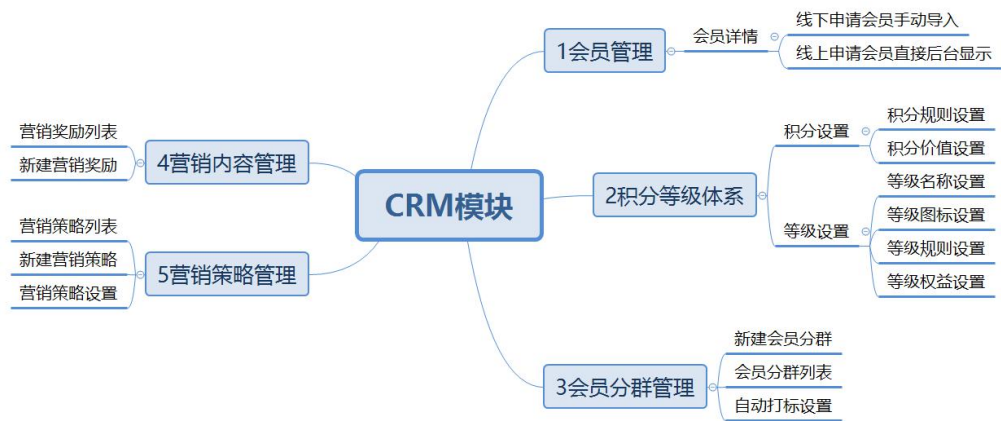 CRM模块
1会员管理
会员详情
线下申请会员手动导入
线上申请会员直接后台显示
2积分等级体系
积分设置
积分规则设置
积分价值设置
等级设置
等级名称设置
等级图标设置
等级规则设置
等级权益设置
3会员分群管理
新建会员分群
会员分群列表
自动打标设置
4营销内容管理
营销奖励列表
新建营销奖励
5营销策略管理
营销策略列表
新建营销策略
营销策略设置